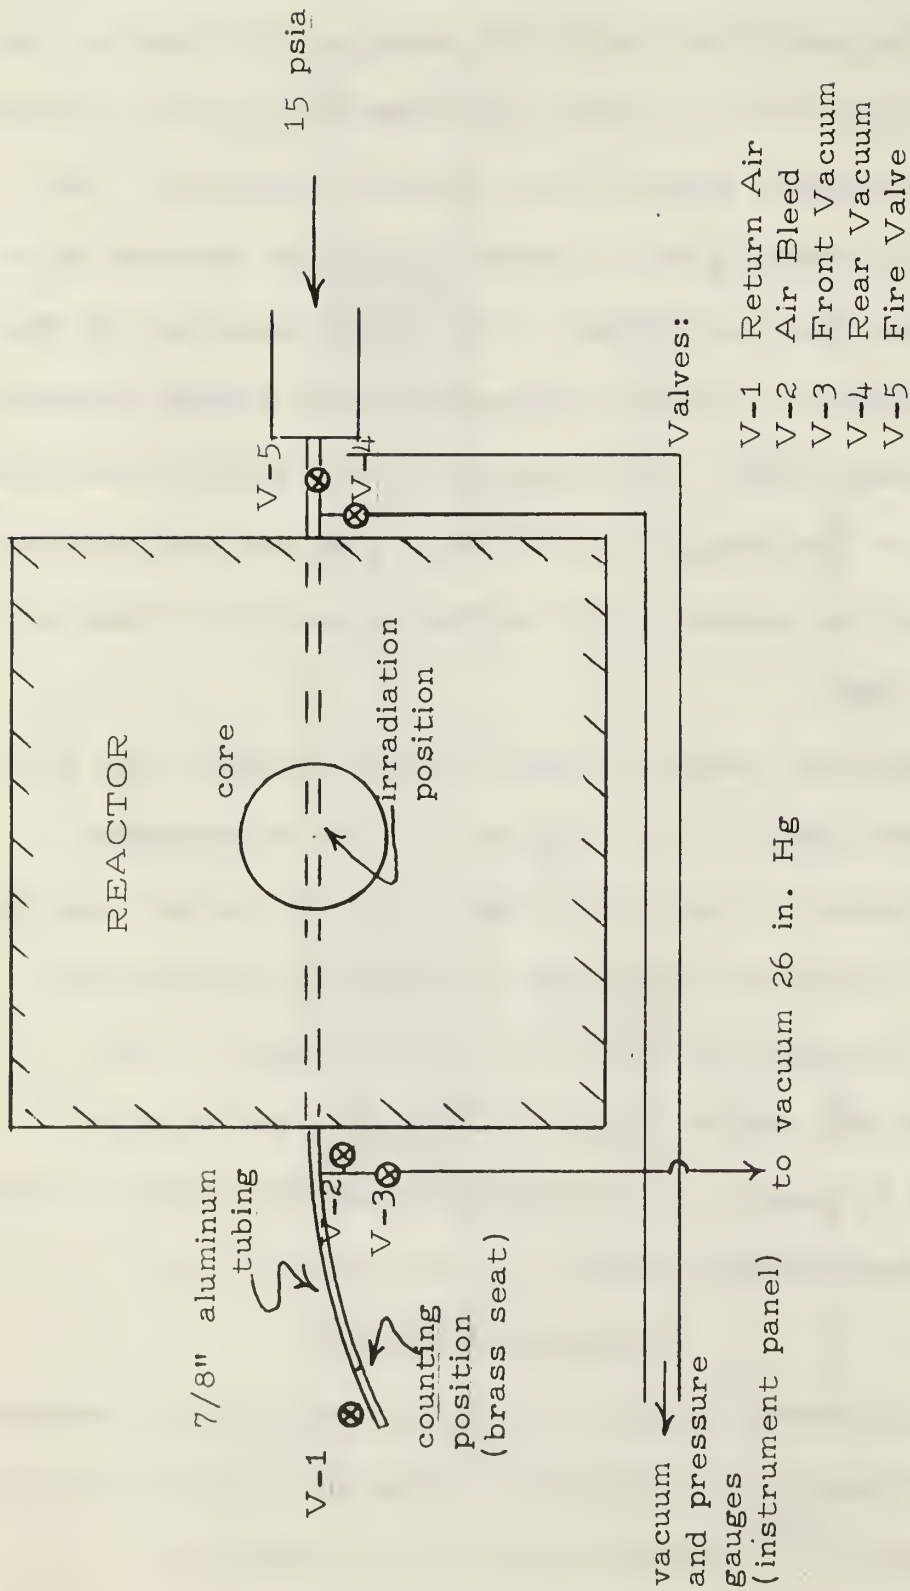 REACTOR
core
irradiation
position
7/8" aluminum
tubing
V-1
V-2
V-3
counting
position
(brass seat)
V-5
V-4
15 psia
vacuum
and pressure
gauges
(instrument panel)
to vacuum 26 in. Hg
Valves:
V-1 Return Air
V-2 Air Bleed
V-3 Front Vacuum
V-4 Rear Vacuum
V-5 Fire Valve